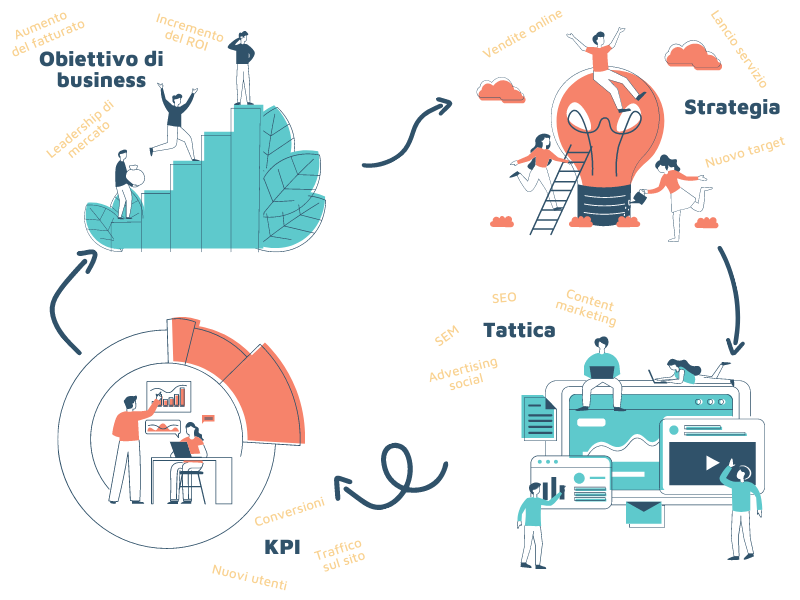 Aumento
del fatturato
Incremento
del ROI
Obiettivo di
business
Leadership di
mercato
Vendite online
Lancio servizio
Strategia
Nuovo target
SEO
Content
marketing
SEM
Tattica
Advertising
social
Conversioni
KPI
Traffico
sul sito
Nuovi utenti